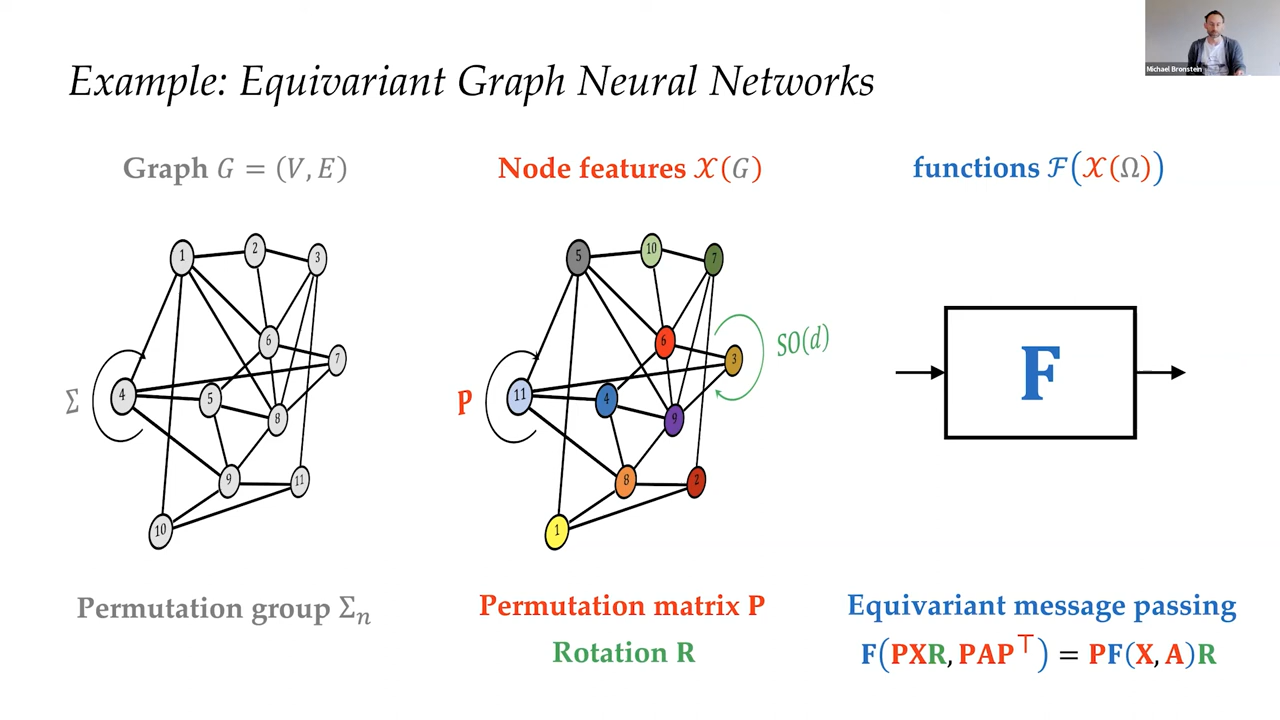 Michael Bronstein
Example: Equivariant Graph Neural Networks
Graph G = (V, E)
Node features 𝒳(G)
functions ℱ(𝒳(Ω))
1
2
3
6
7
4
5
8
9
11
10
Σ
5
10
7
6
3
11
4
9
8
2
1
P
SO(d)
F
Permutation group Σₙ
Permutation matrix P
Rotation R
Equivariant message passing
F(PXR, PAP⊤) = PF(X, A)R